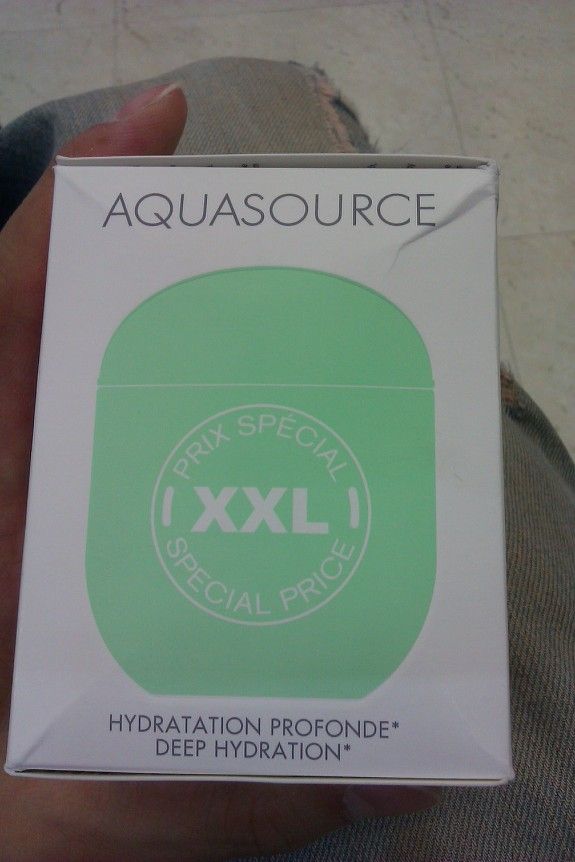 AQUASOURCE
PRIX SPÉCIAL
XXL
SPECIAL PRICE
HYDRATATION PROFONDE*
DEEP HYDRATION*